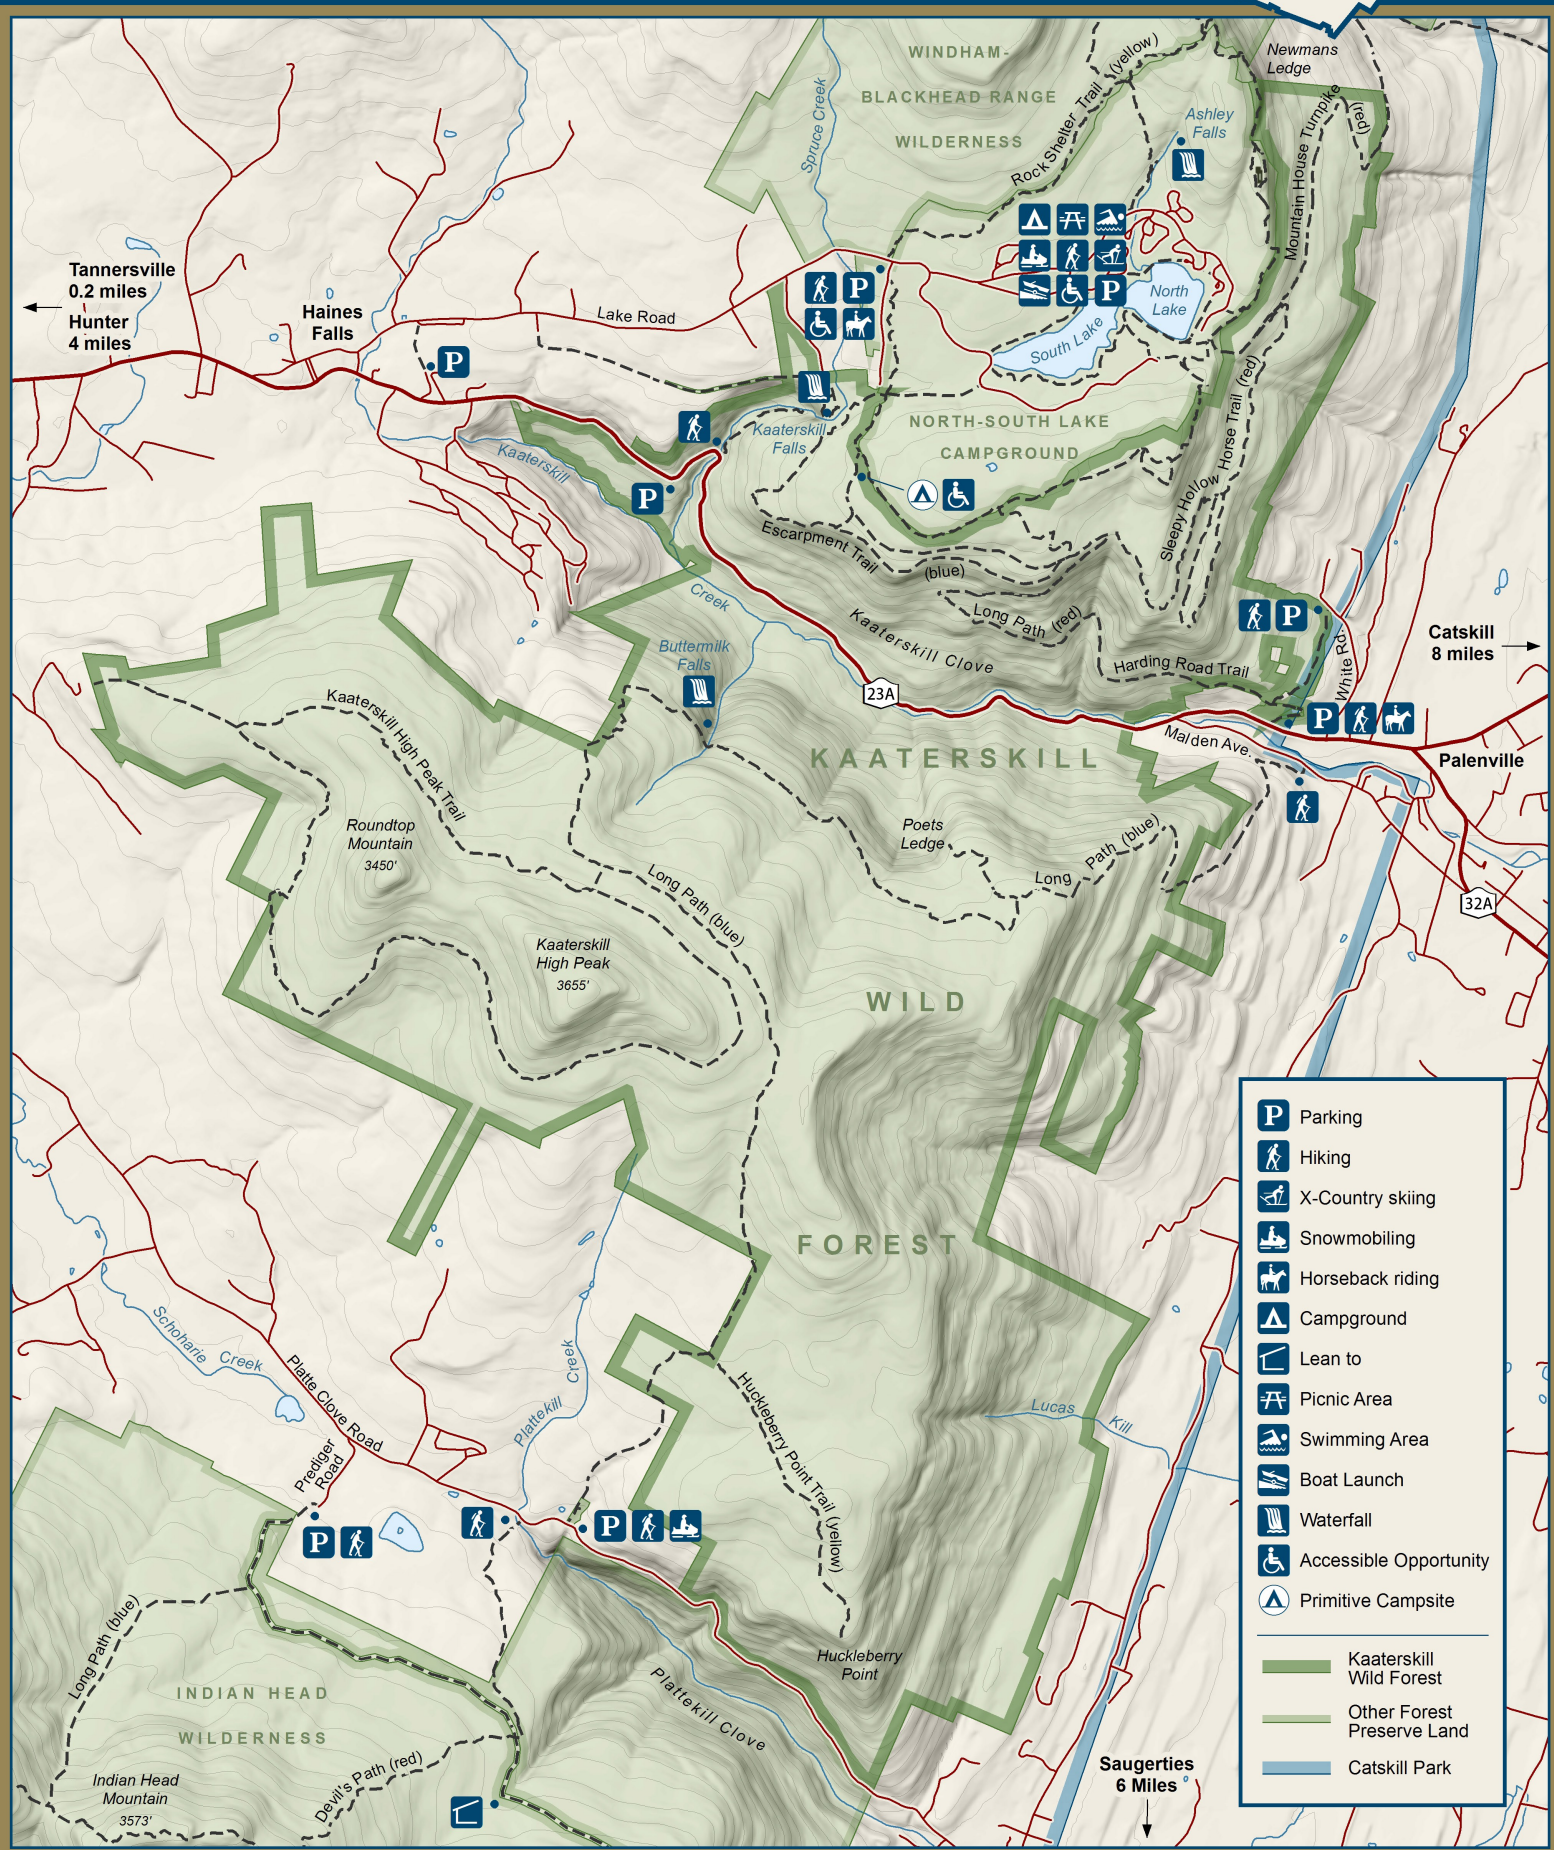 WINDHAM-
BLACKHEAD RANGE
WILDERNESS
Newmans
Ledge
Spruce Creek
Rock Shelter Trail (yellow)
Ashley
Falls
Mountain House Turnpike
(red)
Tannersville
0.2 miles
Hunter
4 miles
Haines
Falls
Lake Road
P
P
P
North
Lake
South Lake
Kaaterskill
Falls
NORTH-SOUTH LAKE
CAMPGROUND
Kaaterskill
P
Sleepy Hollow Horse Trail (red)
Escarpment Trail
(blue)
Creek
Long Path (red)
Kaaterskill Clove
Buttermilk
Falls
P
Harding Road Trail
White Rd.
Catskill
8 miles
23A
P
Malden Ave.
Palenville
Kaaterskill High Peak Trail
KAATERSKILL
Roundtop
Mountain
3450'
Poets
Ledge
Long Path (blue)
Long Path (blue)
32A
Kaaterskill
High Peak
3655'
WILD
FOREST
Schoharie Creek
Platte Clove Road
Plattekill Creek
Prediger
Road
Huckleberry Point Trail (yellow)
Lucas Kill
P
P
Long Path (blue)
Huckleberry
Point
Plattekill Clove
INDIAN HEAD
WILDERNESS
Indian Head
Mountain
3573'
Devil's Path (red)
Saugerties
6 Miles
P Parking
Hiking
X-Country skiing
Snowmobiling
Horseback riding
Campground
Lean to
Picnic Area
Swimming Area
Boat Launch
Waterfall
Accessible Opportunity
Primitive Campsite
Kaaterskill
Wild Forest
Other Forest
Preserve Land
Catskill Park